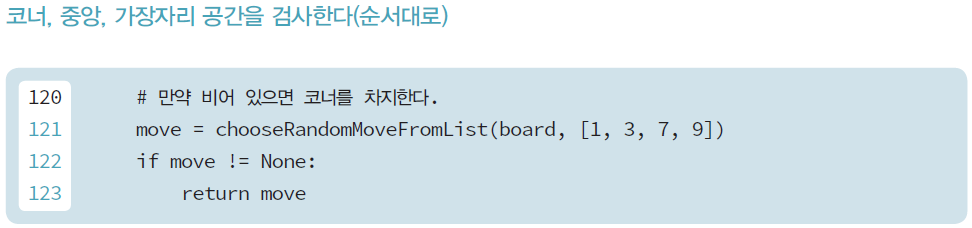 코너, 중앙, 가장자리 공간을 검사한다(순서대로)
120 # 만약 비어 있으면 코너를 차지한다.
121 move = chooseRandomMoveFromList(board, [1, 3, 7, 9])
122 if move != None:
123 return move